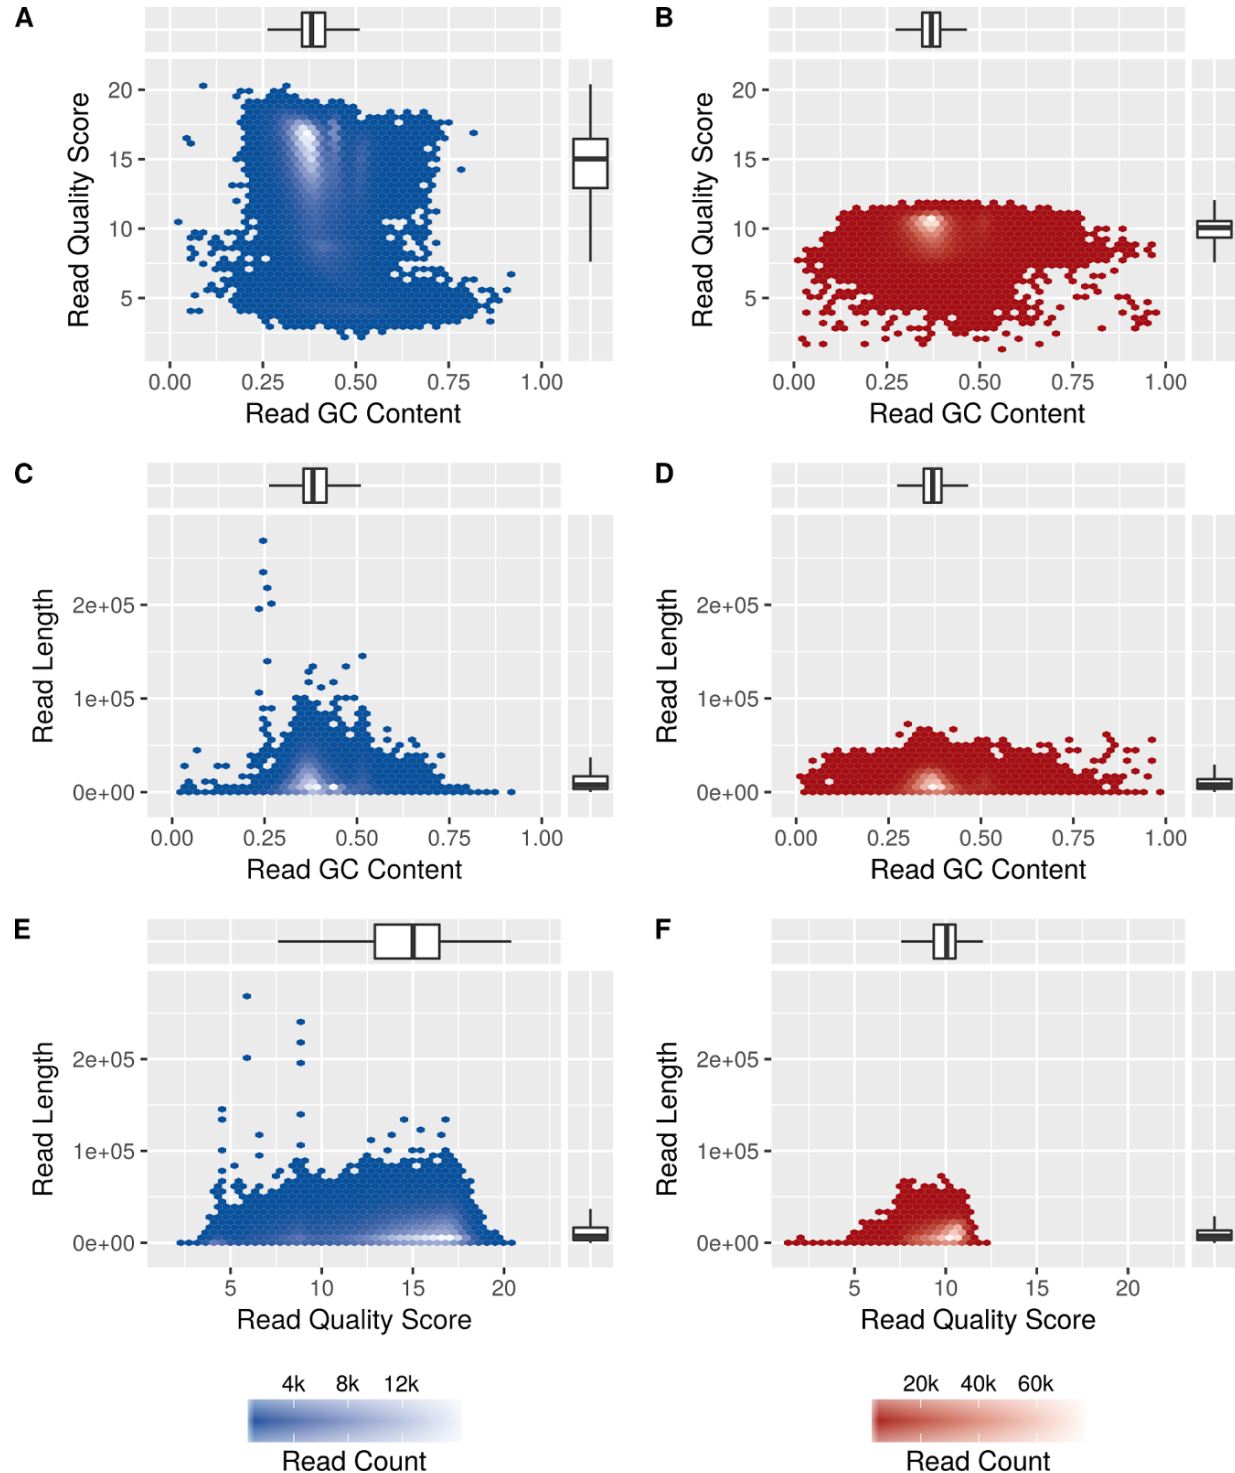 A
B
20
15
10
5
Read Quality Score
0.00 0.25 0.50 0.75 1.00
Read GC Content
20
15
10
5
Read Quality Score
0.00 0.25 0.50 0.75 1.00
Read GC Content
C
D
2e+05
1e+05
0e+00
Read Length
0.00 0.25 0.50 0.75 1.00
Read GC Content
2e+05
1e+05
0e+00
Read Length
0.00 0.25 0.50 0.75 1.00
Read GC Content
E
F
2e+05
1e+05
0e+00
Read Length
5 10 15 20
Read Quality Score
2e+05
1e+05
0e+00
Read Length
5 10 15 20
Read Quality Score
4k 8k 12k
Read Count
20k 40k 60k
Read Count